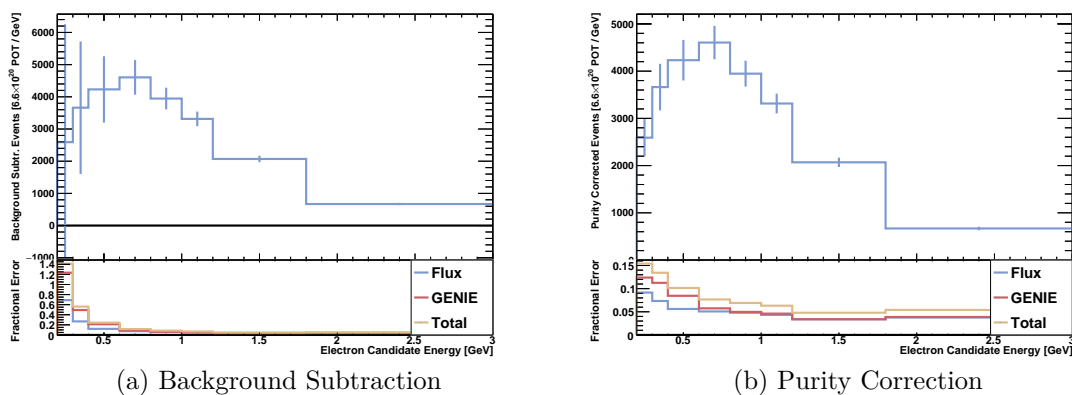 Background Subtr. Events [6.6×10²⁰ POT / GeV]
6000
5000
4000
3000
2000
1000
0
−1000
Fractional Error
1.4
1.2
1
0.8
0.6
0.4
0.2
0
Flux
GENIE
Total
0.5 1 1.5 2 2.5 3
Electron Candidate Energy [GeV]
(a) Background Subtraction
Purity Corrected Events [6.6×10²⁰ POT / GeV]
5000
4000
3000
2000
1000
0
Fractional Error
0.15
0.1
0.05
0
Flux
GENIE
Total
0.5 1 1.5 2 2.5 3
Electron Candidate Energy [GeV]
(b) Purity Correction